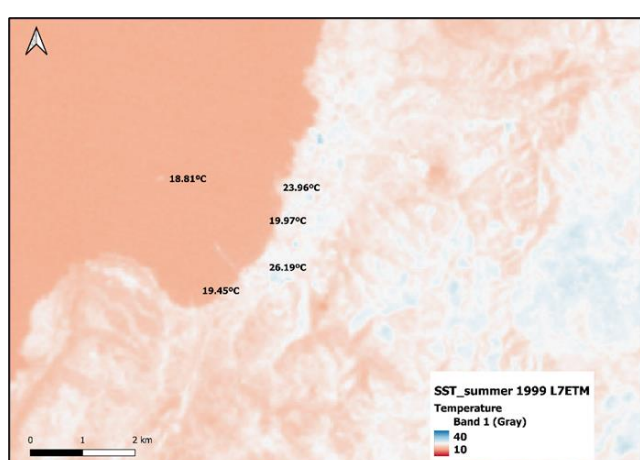 18.81ºC
23.96ºC
19.97ºC
26.19ºC
19.45ºC
SST_summer 1999 L7ETM
Temperature
Band 1 (Gray)
40
10
0 1 2 km